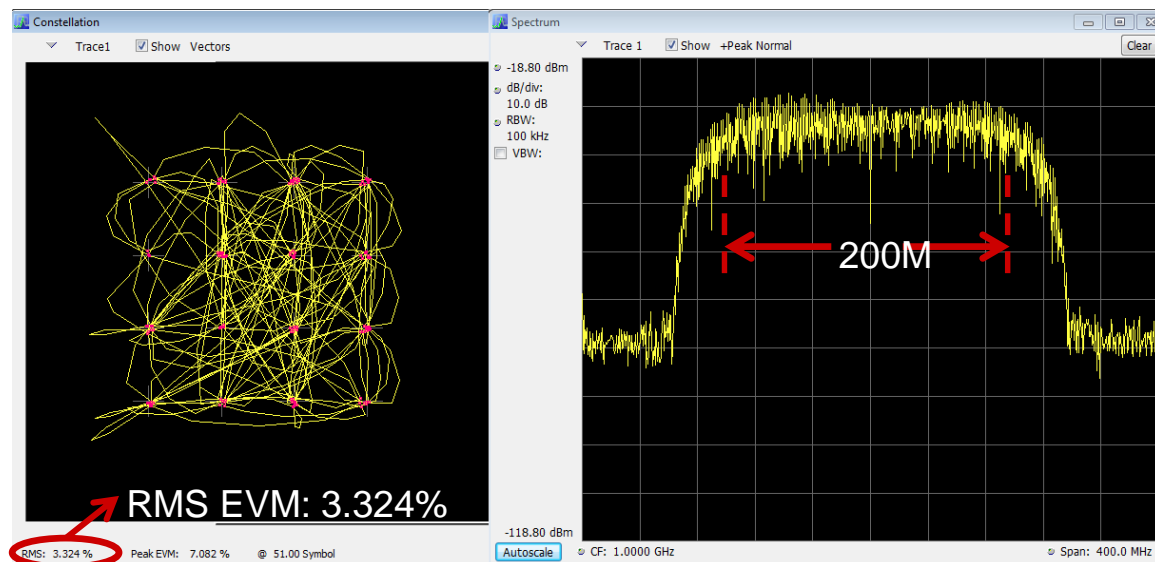 Constellation
Trace1 Show Vectors
RMS EVM: 3.324%
RMS: 3.324 % Peak EVM: 7.082 % @ 51.00 Symbol
Spectrum
Trace 1 Show +Peak Normal
Clear
-18.80 dBm
dB/div:
10.0 dB
RBW:
100 kHz
VBW:
200M
-118.80 dBm
Autoscale CF: 1.0000 GHz Span: 400.0 MHz